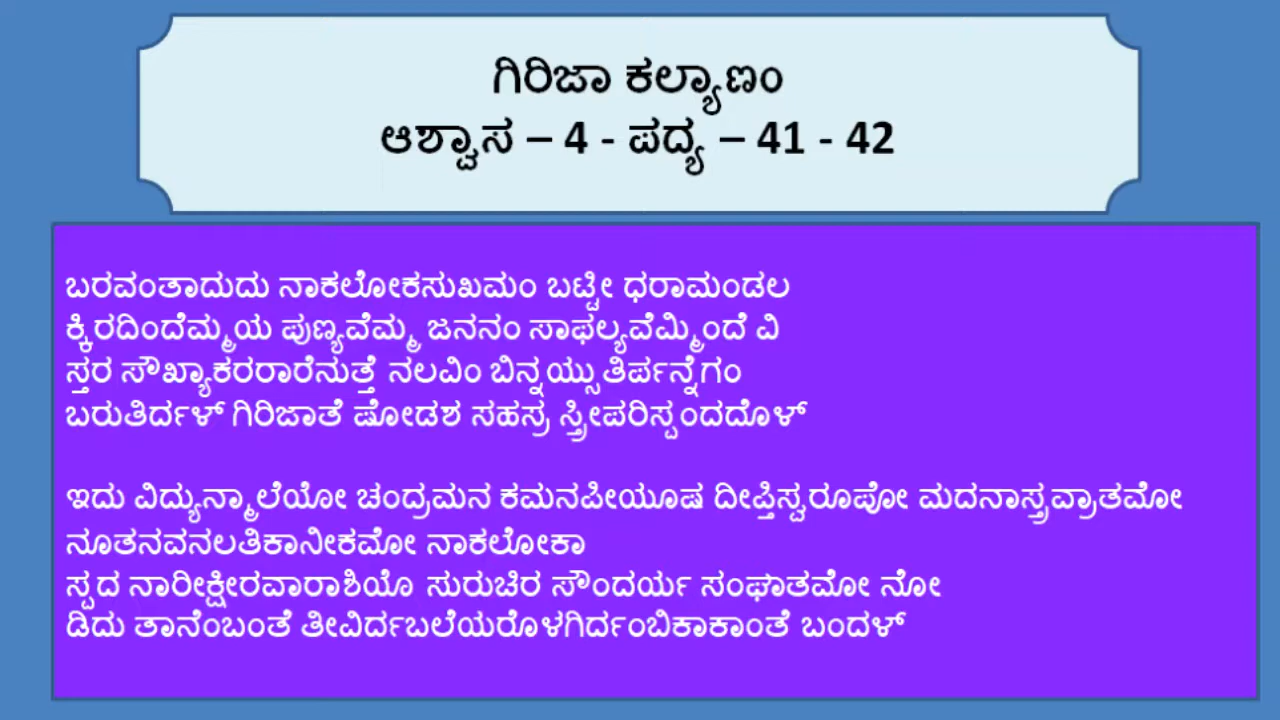 ಗಿರಿಜಾ ಕಲ್ಯಾಣಂ
ಆಶ್ವಾಸ – 4 - ಪದ್ಯ – 41 - 42
ಬರವಂತಾದುದು ನಾಕಲೋಕಸುಖಮಂ ಬಟ್ಟೀ ಧರಾಮಂಡಲ
ಕ್ಕಿರದಿಂದೆಮ್ಮಯ ಪುಣ್ಯವೆಮ್ಮ ಜನನಂ ಸಾಫಲ್ಯವೆಮ್ಮಿಂದೆ ವಿ
ಸ್ತರ ಸೌಖ್ಯಾಕರರಾರೆನುತ್ತೆ ನಲವಿಂ ಬಿನ್ನಯ್ಸುತಿರ್ಪನ್ನೆಗಂ
ಬರುತಿರ್ದಳ್ ಗಿರಿಜಾತೆ ಷೋಡಶ ಸಹಸ್ರ ಸ್ತ್ರೀಪರಿಸ್ಪಂದದೊಳ್
ಇದು ವಿದ್ಯುನ್ಮಾಲೆಯೋ ಚಂದ್ರಮನ ಕಮನಪೀಯೂಷ ದೀಪ್ತಿಸ್ವರೂಪೋ ಮದನಾಸ್ತ್ರವ್ರಾತಮೋ
ನೂತನವನಲತಿಕಾನೀಕಮೋ ನಾಕಲೋಕಾ
ಸ್ಪದ ನಾರೀಕ್ಷೀರವಾರಾಶಿಯೊ ಸುರುಚಿರ ಸೌಂದರ್ಯ ಸಂಘಾತಮೋ ನೋ
ಡಿದು ತಾನೆಂಬಂತೆ ತೀವಿರ್ದಬಲೆಯರೊಳಗಿರ್ದಂಬಿಕಾಕಾಂತೆ ಬಂದಳ್